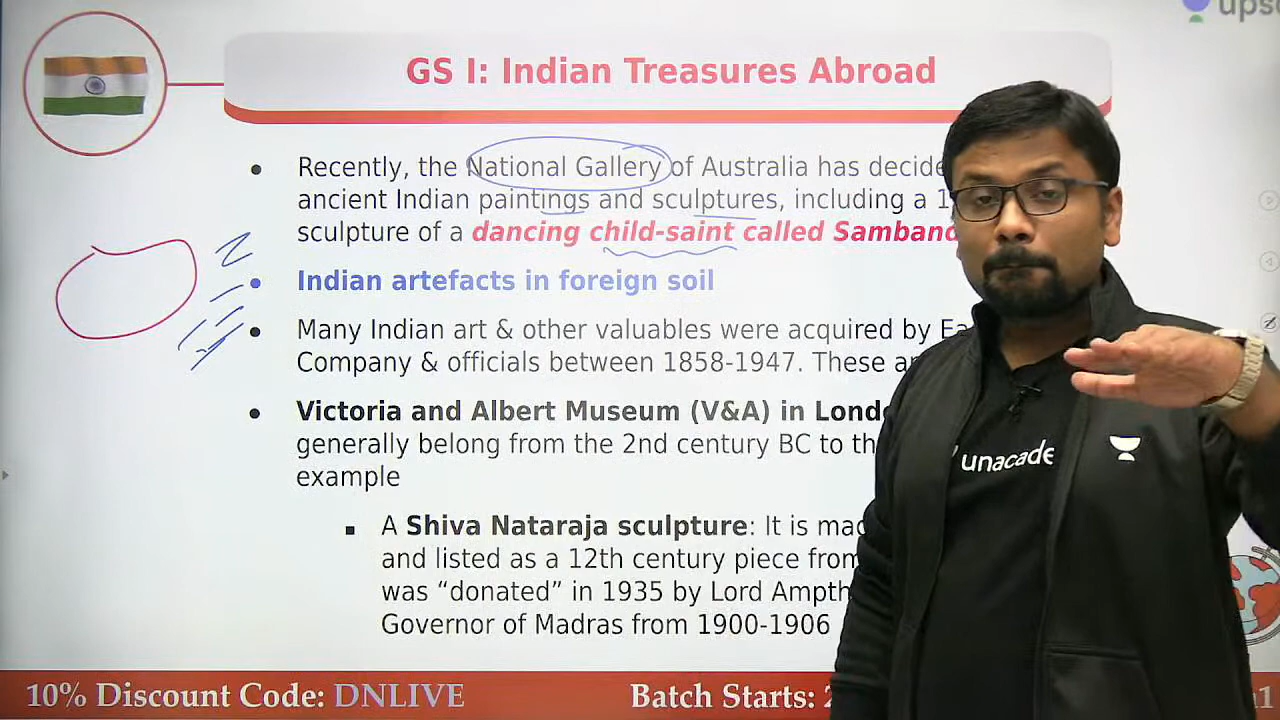 upsc
GS I: Indian Treasures Abroad
Recently, the National Gallery of Australia has decide
ancient Indian paintings and sculptures, including a 1
sculpture of a dancing child-saint called Samband
Indian artefacts in foreign soil
Many Indian art & other valuables were acquired by Ea
Company & officials between 1858-1947. These ar
Victoria and Albert Museum (V&A) in Londo
generally belong from the 2nd century BC to th
example
A Shiva Nataraja sculpture: It is mad
and listed as a 12th century piece from
was “donated” in 1935 by Lord Ampth
Governor of Madras from 1900-1906
unacade
10% Discount Code: DNLIVE
Batch Starts: 2